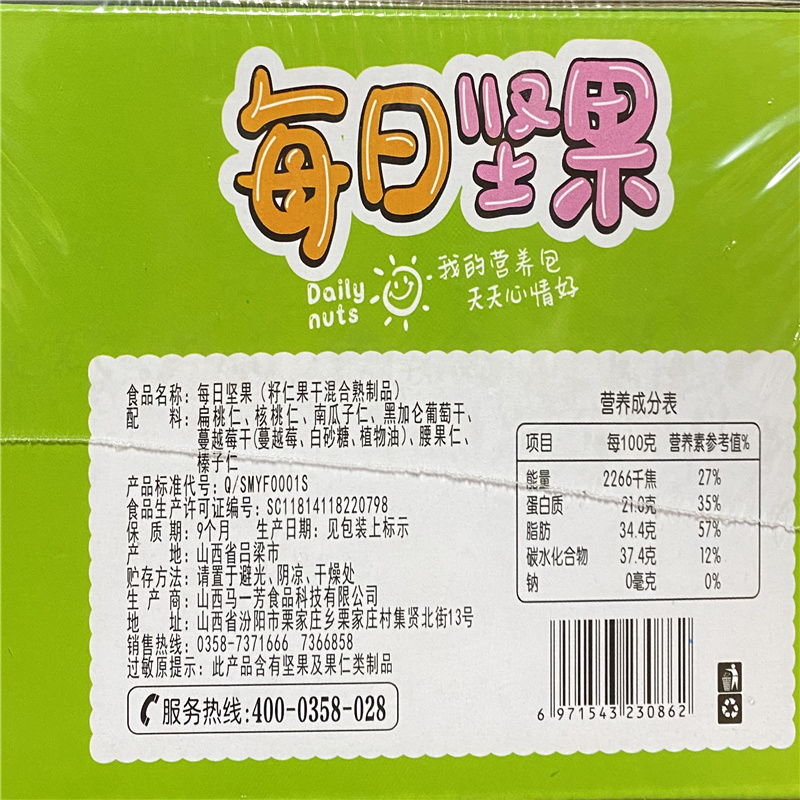 每日坚果
Daily
nuts
我的营养包
天天心情好
食品名称：每日坚果（籽仁果干混合熟制品）
配 料：扁桃仁、核桃仁、南瓜子仁、黑加仑葡萄干、
蔓越莓干(蔓越莓、白砂糖、植物油)、腰果仁、
榛子仁
产品标准代号：Q/SMYF0001S
食品生产许可证编号：SC11814118220798
保 质 期：9个月 生产日期：见包装上标示
产 地：山西省吕梁市
贮存方法：请置于避光、阴凉、干燥处
生 产 商：山西马一芳食品科技有限公司
地 址：山西省汾阳市栗家庄乡栗家庄村集贤北街13号
销售热线：0358-7371666 7366858
过敏原提示：此产品含有坚果及果仁类制品
服务热线:400-0358-028
营养成分表
项目 每100克 营养素参考值%
能量 2266千焦 27%
蛋白质 21.0克 35%
脂肪 34.4克 57%
碳水化合物 37.4克 12%
钠 0毫克 0%
6 971543 230862